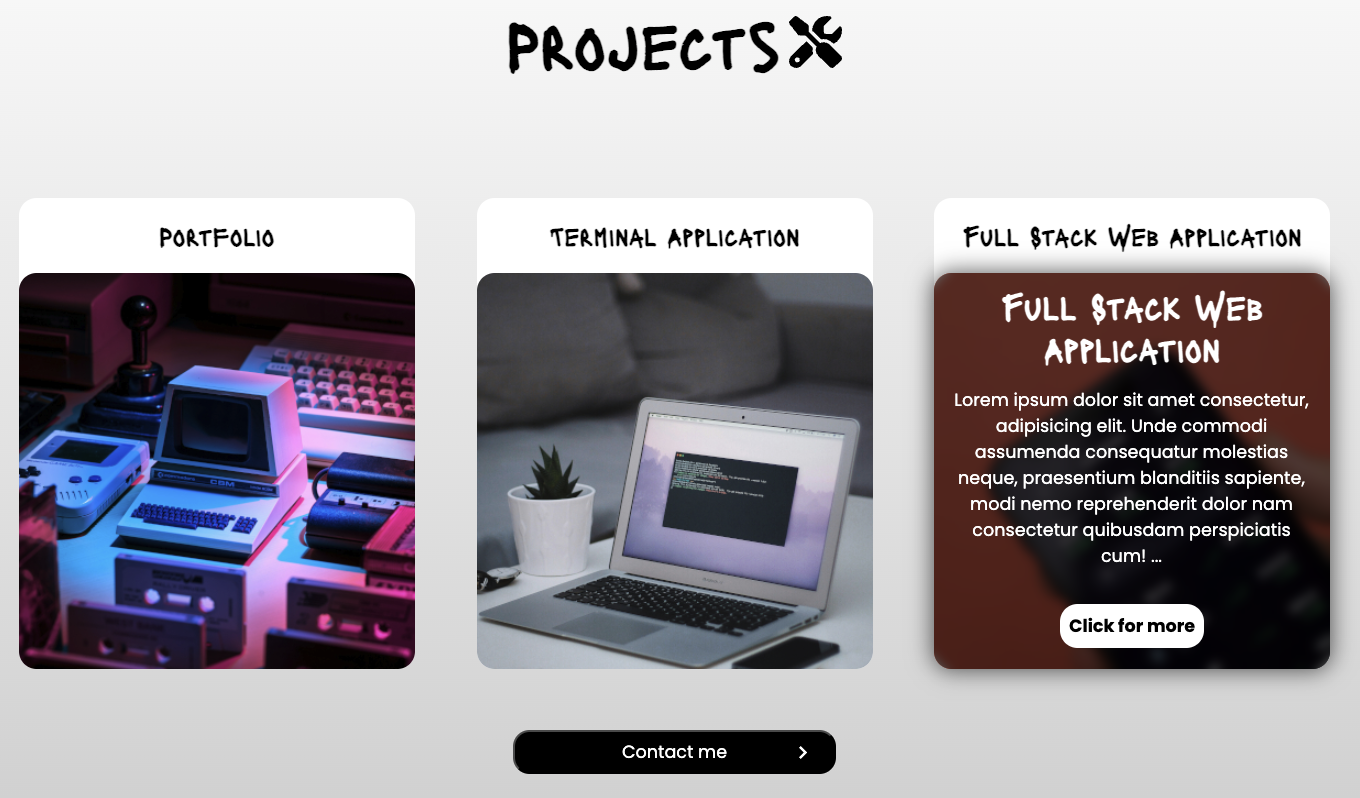 PROJECTS
PORTFOLIO
TERMINAL APPLICATION
FULL STACK WEB APPLICATION
CBM
FULL STACK WEB
APPLICATION
Lorem ipsum dolor sit amet consectetur,
adipisicing elit. Unde commodi
assumenda consequatur molestias
neque, praesentium blanditiis sapiente,
modi nemo reprehenderit dolor nam
consectetur quibusdam perspiciatis
cum! ...
Click for more
Contact me